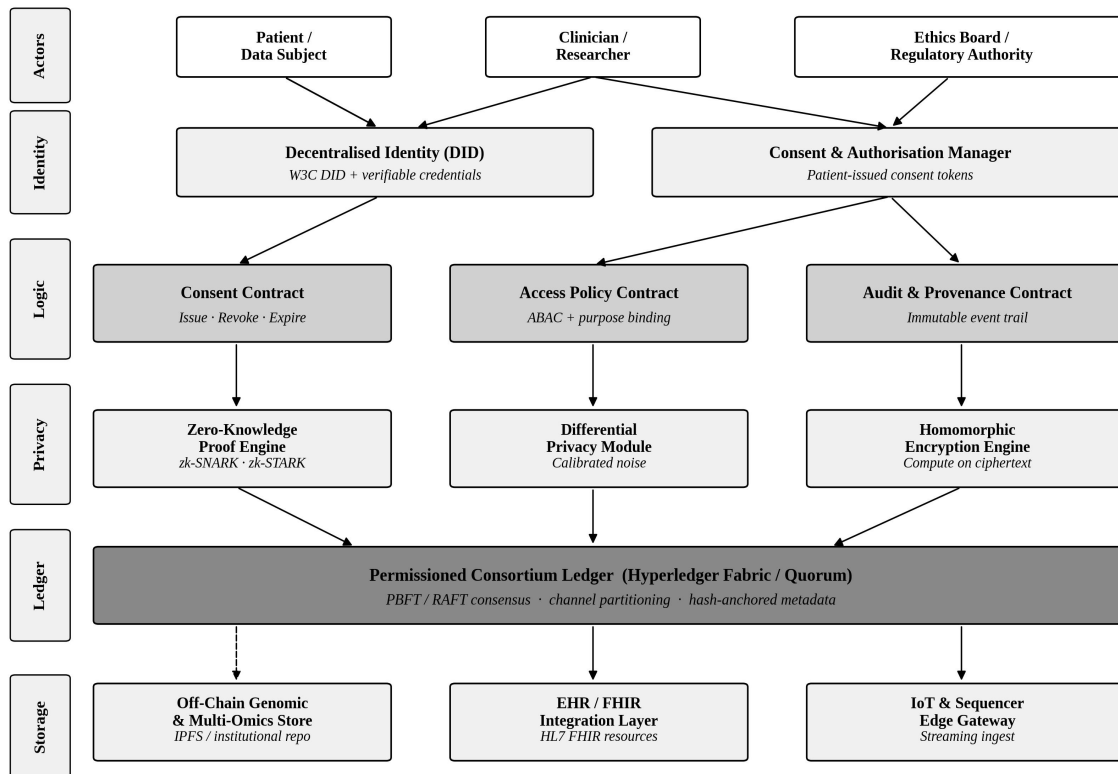 Actors
Patient /
Data Subject
Clinician /
Researcher
Ethics Board /
Regulatory Authority
Identity
Decentralised Identity (DID)
W3C DID + verifiable credentials
Consent & Authorisation Manager
Patient-issued consent tokens
Logic
Consent Contract
Issue · Revoke · Expire
Access Policy Contract
ABAC + purpose binding
Audit & Provenance Contract
Immutable event trail
Privacy
Zero-Knowledge
Proof Engine
zk-SNARK · zk-STARK
Differential
Privacy Module
Calibrated noise
Homomorphic
Encryption Engine
Compute on ciphertext
Ledger
Permissioned Consortium Ledger (Hyperledger Fabric / Quorum)
PBFT / RAFT consensus · channel partitioning · hash-anchored metadata
Storage
Off-Chain Genomic
& Multi-Omics Store
IPFS / institutional repo
EHR / FHIR
Integration Layer
HL7 FHIR resources
IoT & Sequencer
Edge Gateway
Streaming ingest